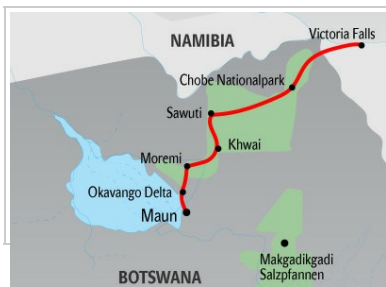 Victoria Falls
NAMIBIA
Chobe Nationalpark
Sawuti
Khwai
Moremi
Okavango Delta
Maun
Makgadikgadi
Salzpfannen
BOTSWANA